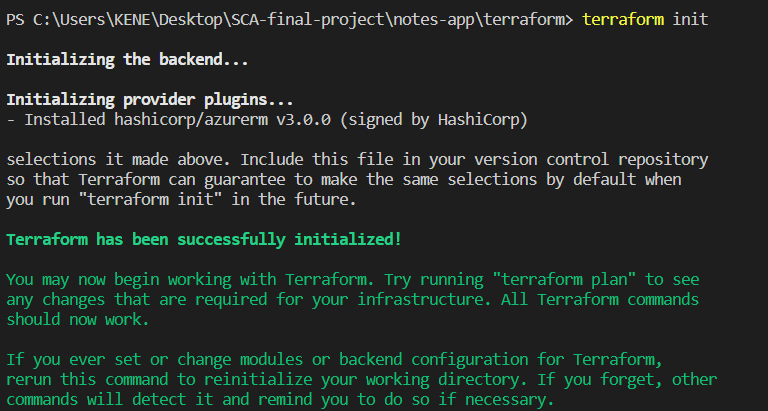 PS C:\Users\KENE\Desktop\SCA-final-project\notes-app\terraform> terraform init
Initializing the backend...
Initializing provider plugins...
- Installed hashicorp/azurerm v3.0.0 (signed by HashiCorp)
selections it made above. Include this file in your version control repository
so that Terraform can guarantee to make the same selections by default when
you run "terraform init" in the future.
Terraform has been successfully initialized!
You may now begin working with Terraform. Try running "terraform plan" to see
any changes that are required for your infrastructure. All Terraform commands
should now work.
If you ever set or change modules or backend configuration for Terraform,
rerun this command to reinitialize your working directory. If you forget, other
commands will detect it and remind you to do so if necessary.